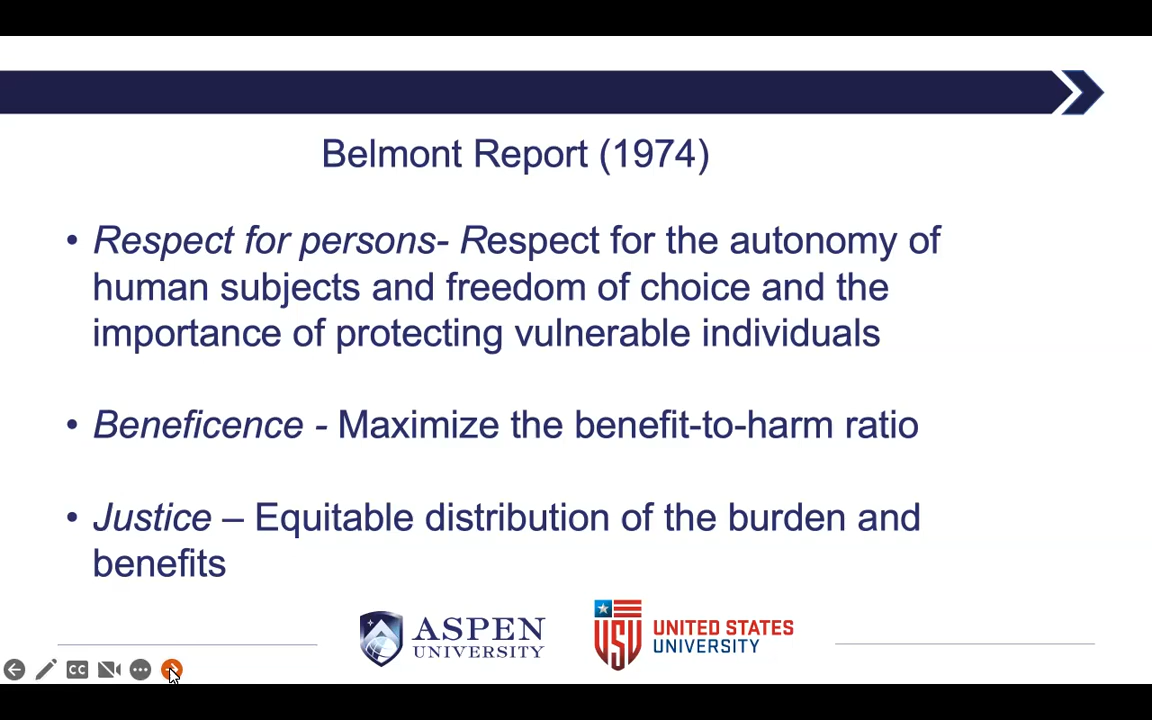 Belmont Report (1974)
• Respect for persons- Respect for the autonomy of
human subjects and freedom of choice and the
importance of protecting vulnerable individuals
• Beneficence - Maximize the benefit-to-harm ratio
• Justice – Equitable distribution of the burden and
benefits
ASPEN
UNIVERSITY
USU
UNITED STATES
UNIVERSITY
CC